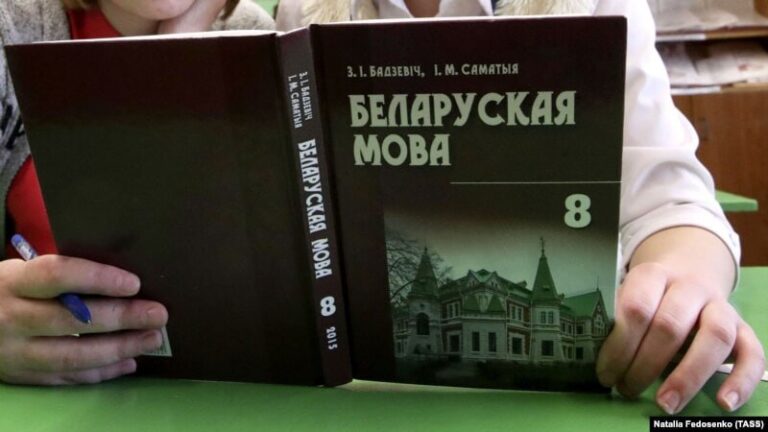 З. І. БАДЗЕВІЧ, І. М. САМАТЫЯ
БЕЛАРУСКАЯ
МОВА
8
З. І. БАДЗЕВІЧ
І. М. САМАТЫЯ
БЕЛАРУСКАЯ МОВА
8
2015
Natalia Fedosenko (TASS)